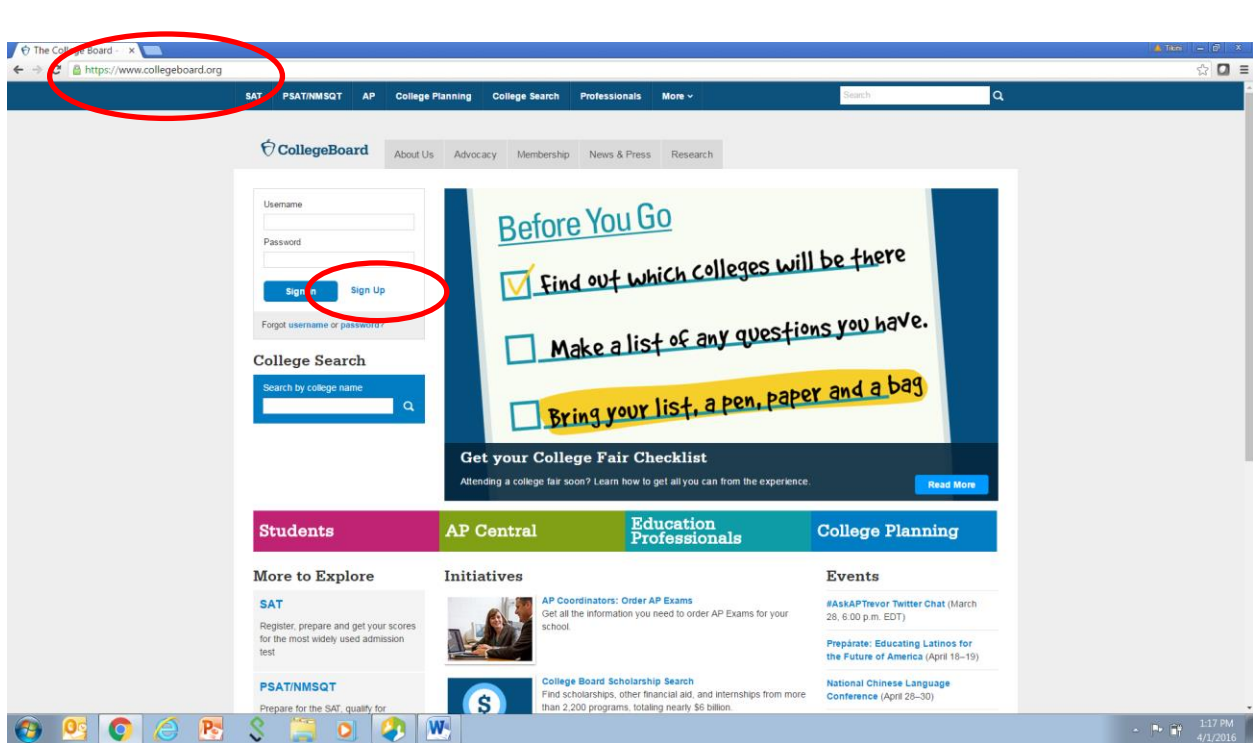 The College Board -
Tikini
https://www.collegeboard.org
SAT PSAT/NMSQT AP College Planning College Search Professionals More
Search
CollegeBoard
About Us Advocacy Membership News & Press Research
Username
Password
Sign In Sign Up
Forgot username or password?
College Search
Search by college name
Before You Go
Find out which colleges will be there
Make a list of any questions you have.
Bring your list, a pen, paper and a bag
Get your College Fair Checklist
Attending a college fair soon? Learn how to get all you can from the experience.
Read More
Students
AP Central
Education
Professionals
College Planning
More to Explore
SAT
Register, prepare and get your scores
for the most widely used admission
test
PSAT/NMSQT
Prepare for the SAT, qualify for
Initiatives
AP Coordinators: Order AP Exams
Get all the information you need to order AP Exams for your
school.
College Board Scholarship Search
Find scholarships, other financial aid, and internships from more
than 2,200 programs, totaling nearly $6 billion.
Events
#AskAPTrevor Twitter Chat (March
28, 6:00 p.m. EDT)
Prepárate: Educating Latinos for
the Future of America (April 18–19)
National Chinese Language
Conference (April 28–30)
1:17 PM
4/1/2016